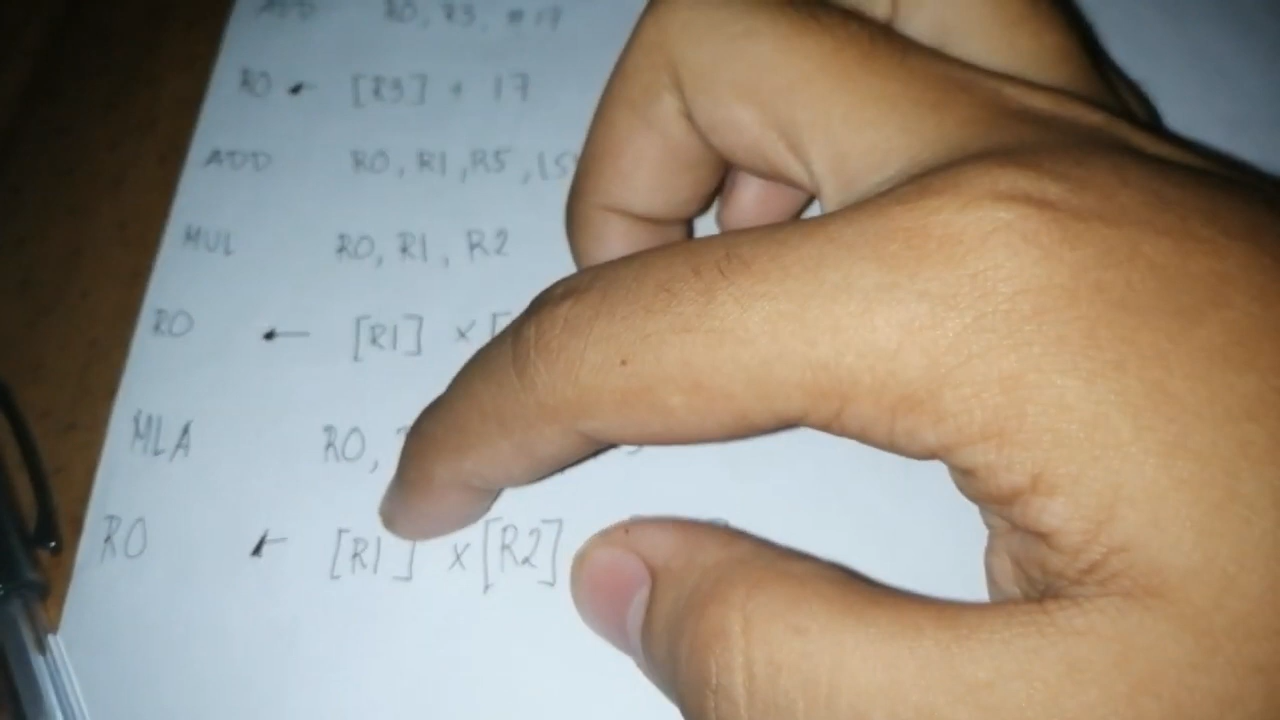 ADD R0, R3, #17
R0 ← [R3] + 17
ADD R0, R1, R5, LS
MUL R0, R1, R2
R0 ← [R1] × [
MLA R0,
R0 ← [R1] × [R2]